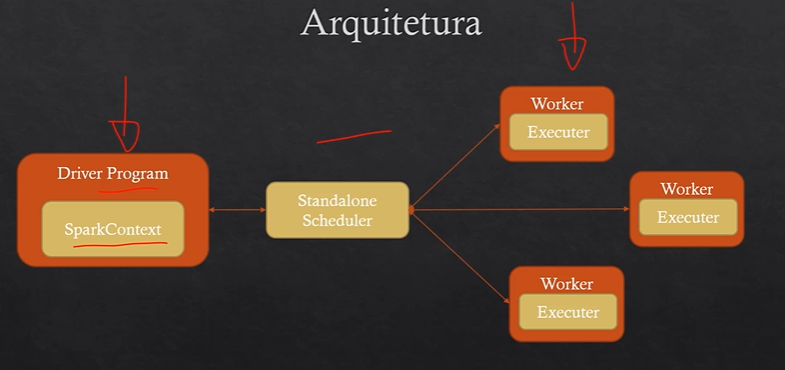 Arquitetura
Driver Program
SparkContext
Standalone
Scheduler
Worker
Executer
Worker
Executer
Worker
Executer